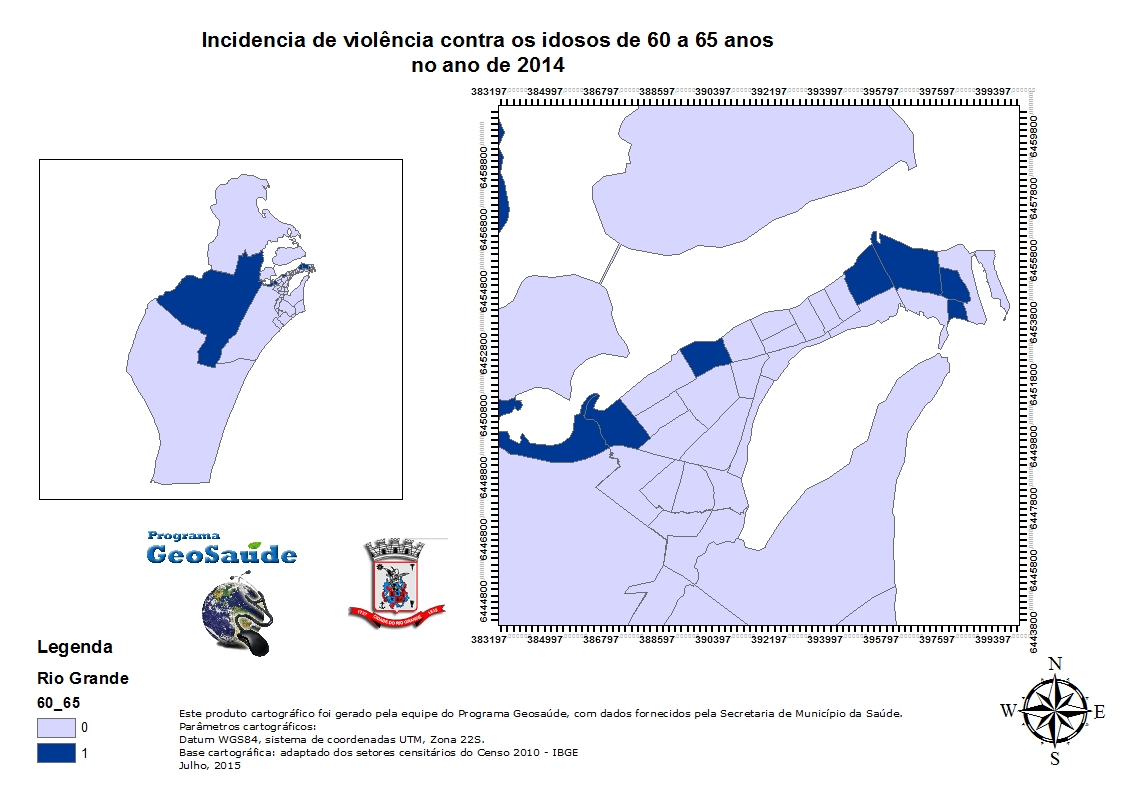 Incidencia de violência contra os idosos de 60 a 65 anos
no ano de 2014
383197 384997 386797 388597 390397 392197 393997 395797 397597 399397
6458800
6456800
6454800
6452800
6450800
6448800
6446800
6444800
6459800
6457800
6455800
6453800
6451800
6449800
6447800
6445800
6443800
383197 384997 386797 388597 390397 392197 393997 395797 397597 399397
Programa
GeoSaúde
CIDADE DO RIO GRANDE
Legenda
Rio Grande
60_65
0
1
Este produto cartográfico foi gerado pela equipe do Programa Geosaúde, com dados fornecidos pela Secretaria de Município da Saúde.
Parâmetros cartográficos:
Datum WGS84, sistema de coordenadas UTM, Zona 22S.
Base cartográfica: adaptado dos setores censitários do Censo 2010 - IBGE
Julho, 2015
N
W E
S